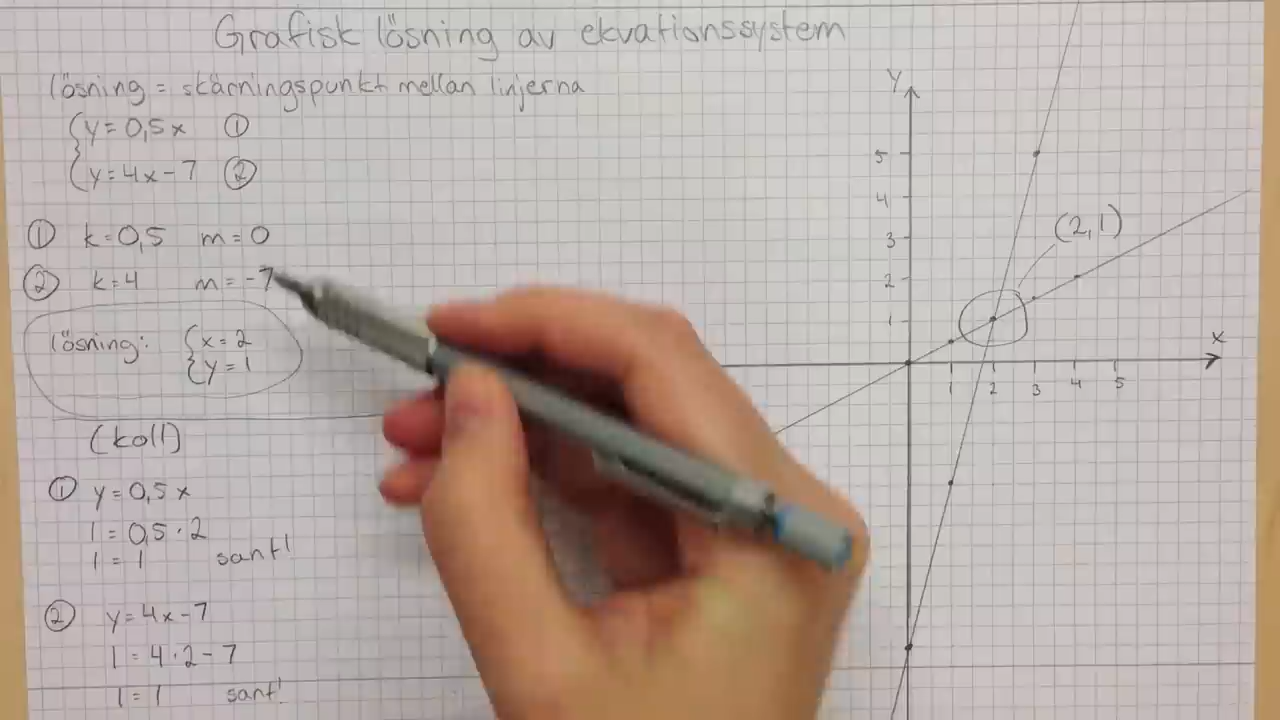 Grafisk lösning av ekvationssystem
lösning = skärningspunkt mellan linjerna
y = 0,5x ①
y = 4x - 7 ②
① k = 0,5 m = 0
② k = 4 m = -7
lösning: { x = 2
y = 1
(koll)
① y = 0,5x
1 = 0,5 · 2
1 = 1 sant!
② y = 4x - 7
1 = 4 · 2 - 7
1 = 1 sant!
y
5
4
3
2
1
(2,1)
x
1 2 3 4 5